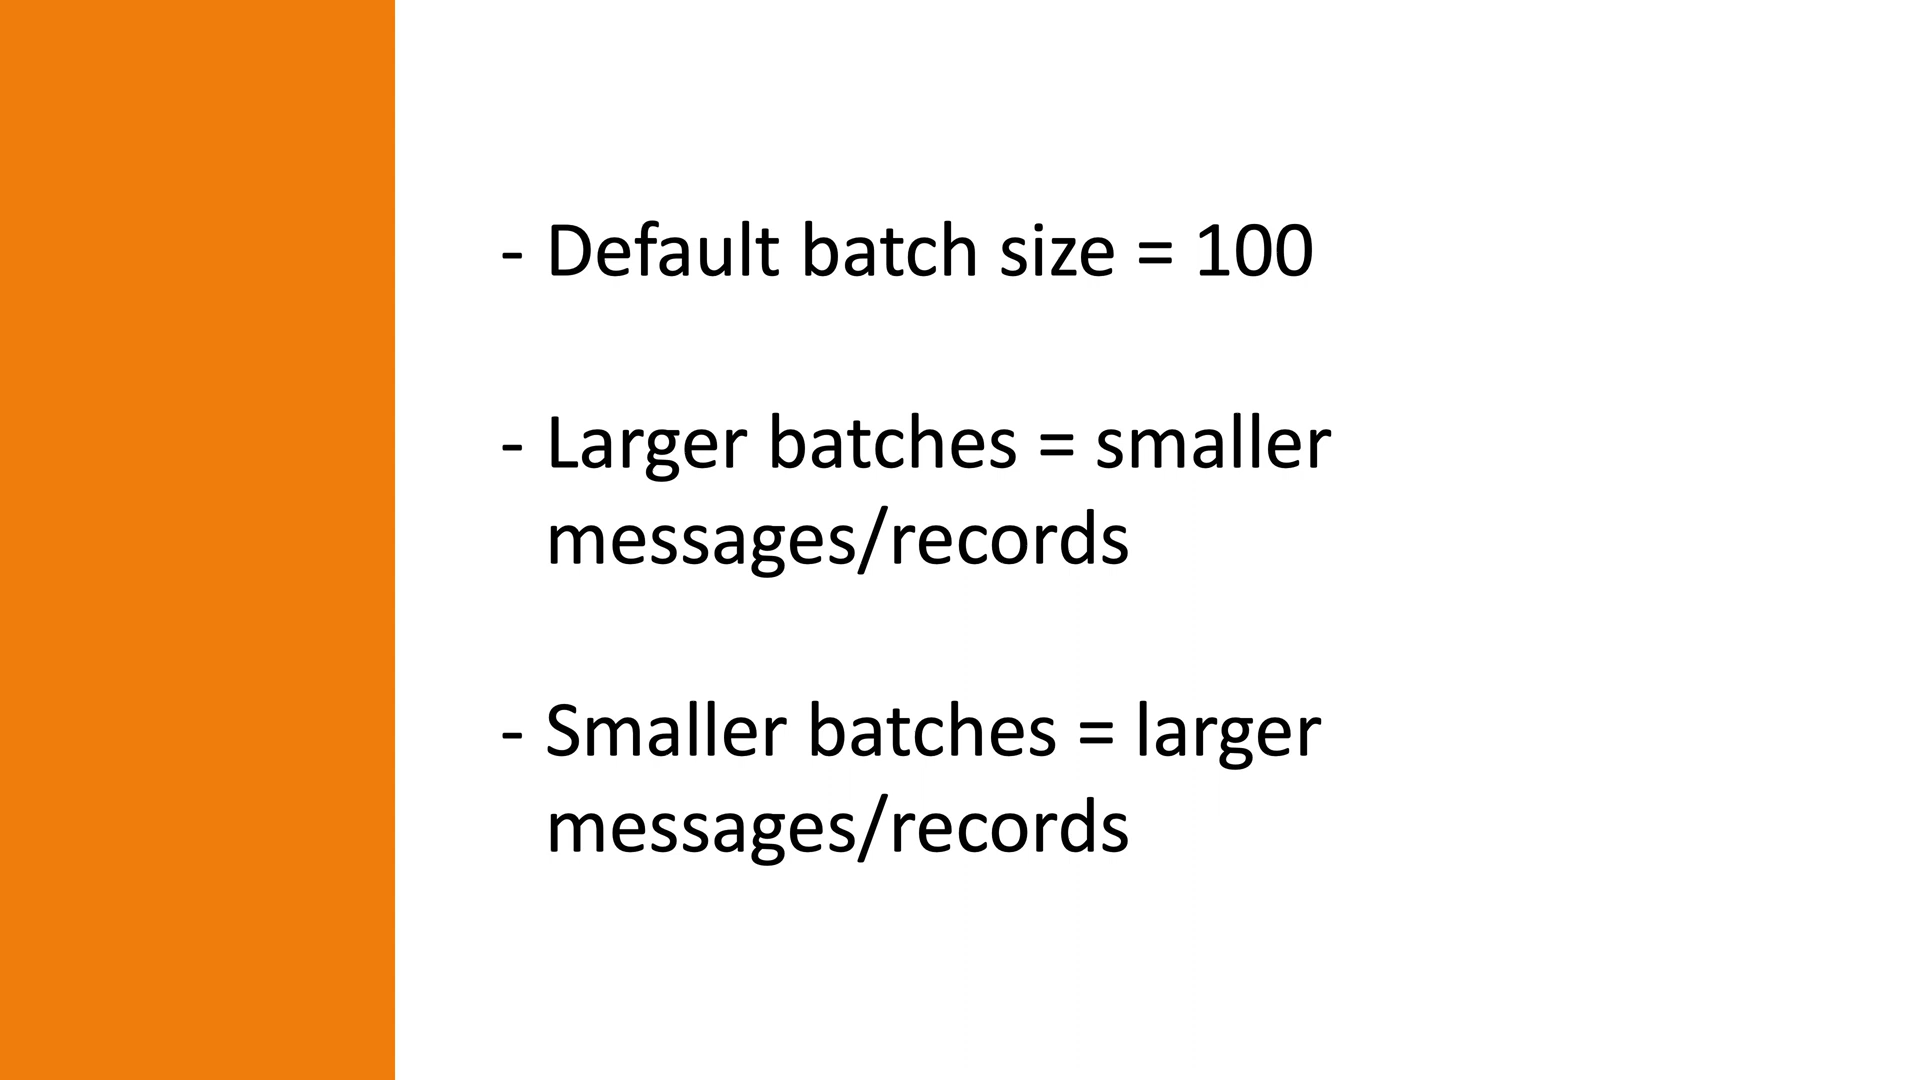 - Default batch size = 100
- Larger batches = smaller
messages/records
- Smaller batches = larger
messages/records